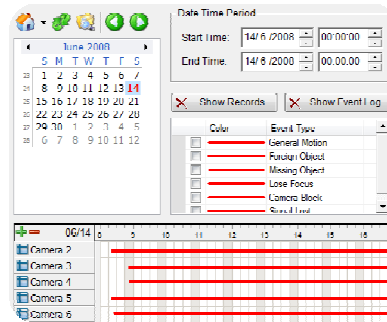 Date Time Period
Start Time: 14/6/2008 00:00:00
End Time: 14/6/2008 00:00:00
June 2008
S M T W T F S
23 1 2 3 4 5 6 7
24 8 9 10 11 12 13 14
25 15 16 17 18 19 20 21
26 22 23 24 25 26 27 28
27 29 30 1 2 3 4 5
28 6 7 8 9 10 11 12
Show Records Show Event Log
Color Event Type
General Motion
Foreign Object
Missing Object
Lose Focus
Camera Block
Signal Lost
06/14 10 11 12 13 14 15 16
Camera 2
Camera 3
Camera 4
Camera 5
Camera 6